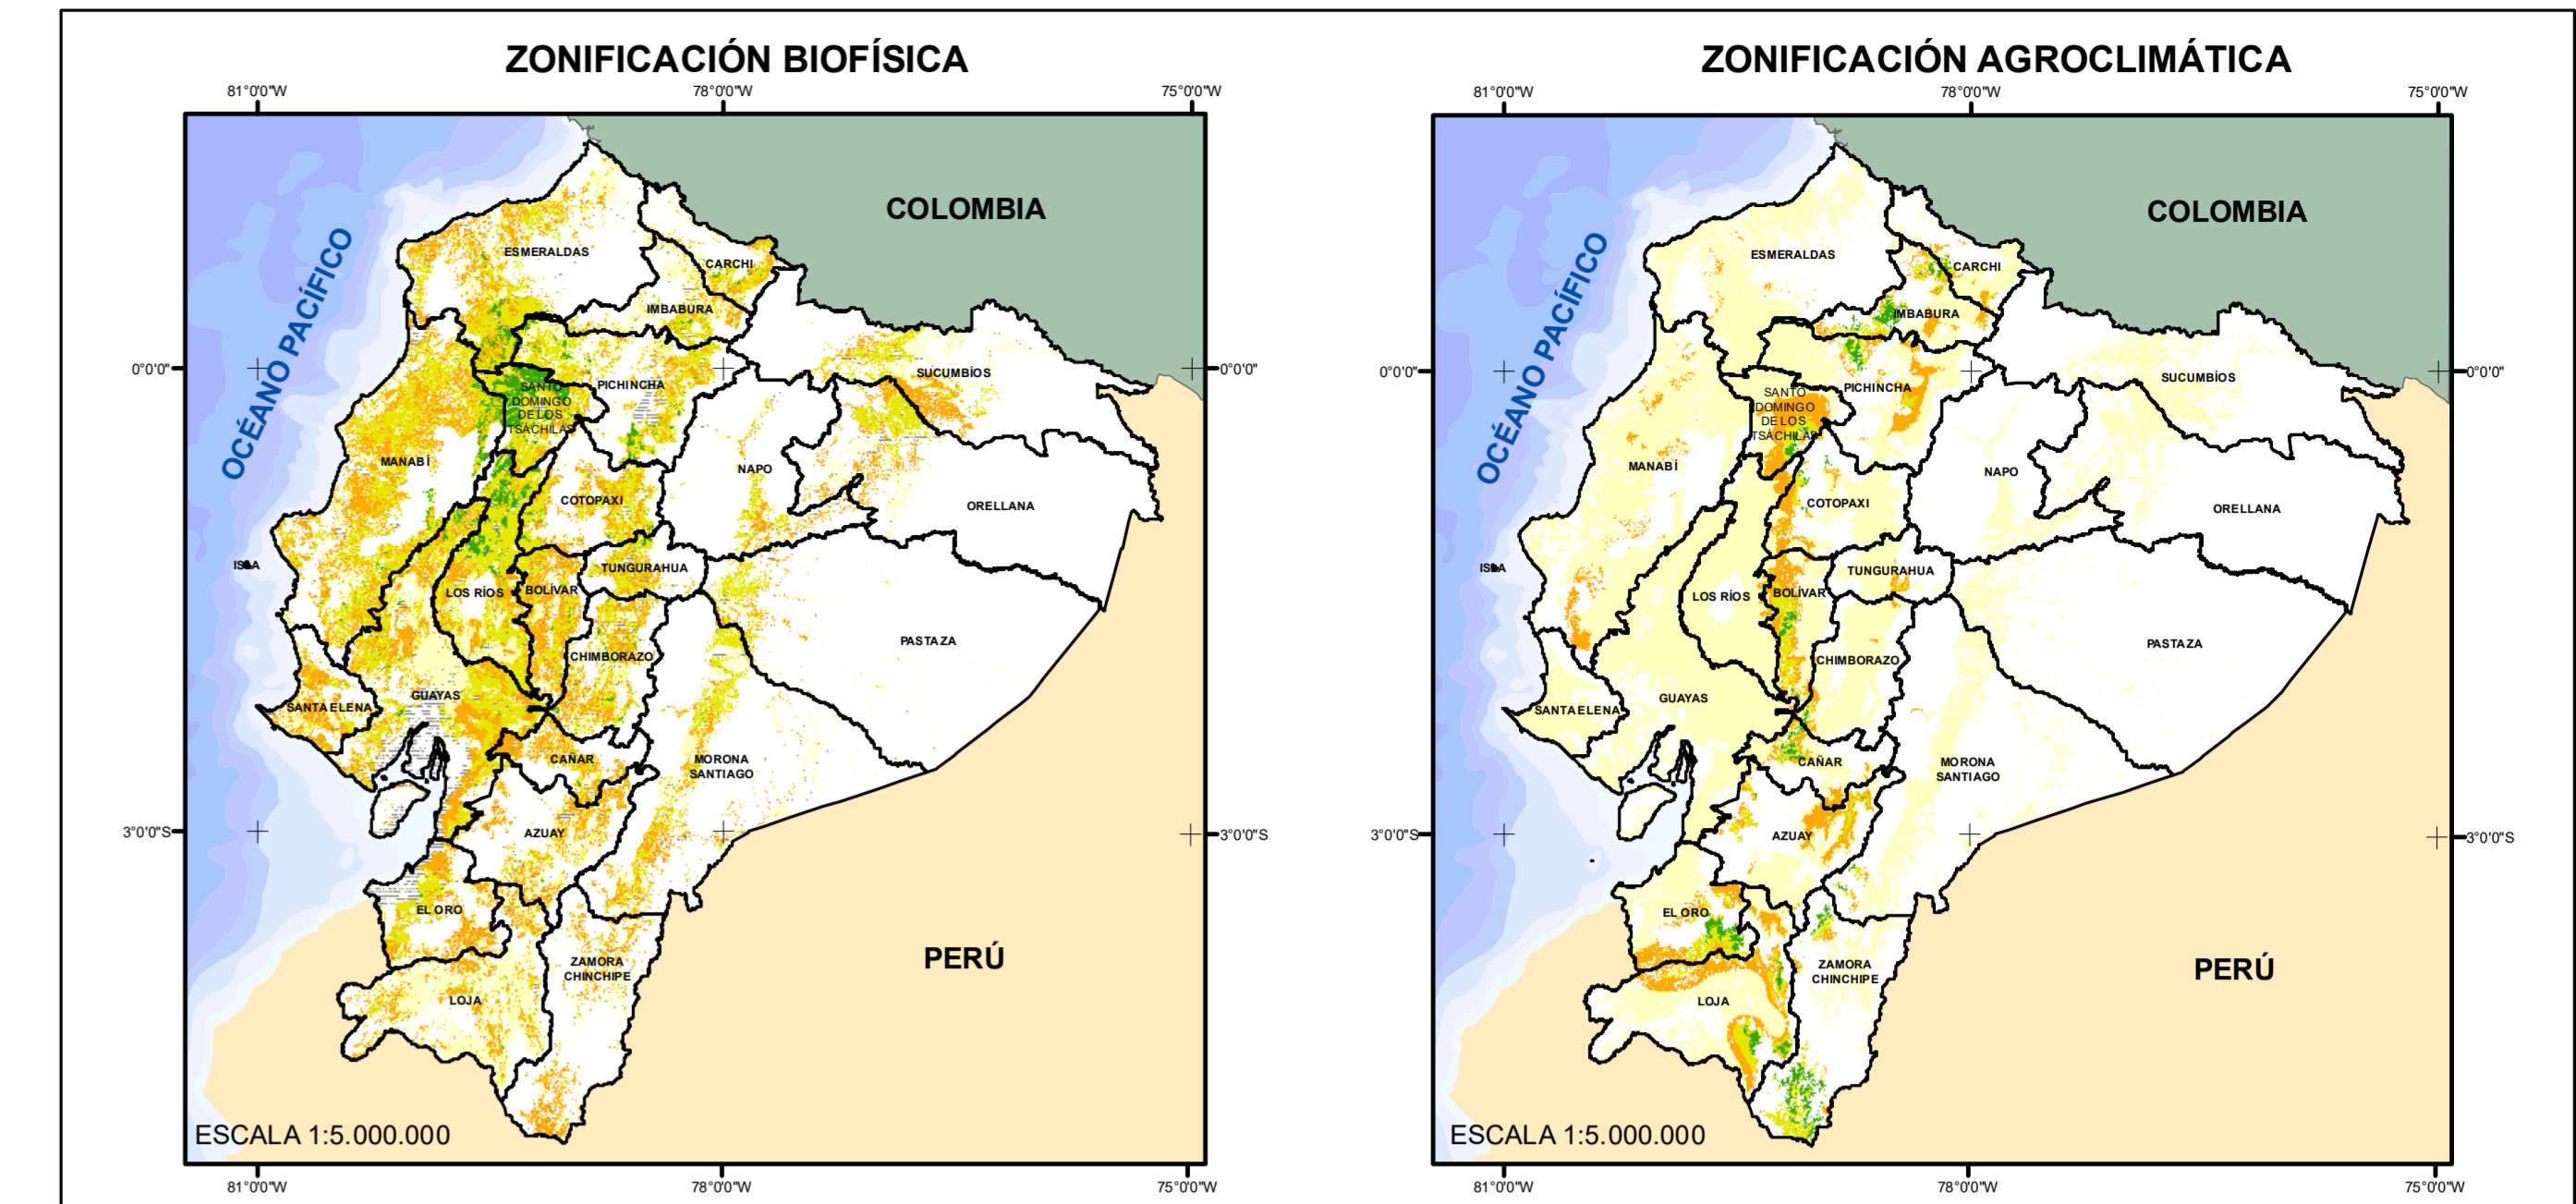 ZONIFICACIÓN BIOFÍSICA
81°0'0"W
78°0'0"W
75°0'0"W
COLOMBIA
OCÉANO PACÍFICO
ESMERALDAS
CARCHI
IMBABURA
0°0'0"
0°0'0"
SUCUMBÍOS
PICHINCHA
SANTO
DOMINGO
DE LOS
TSÁCHILAS
MANABÍ
NAPO
COTOPAXI
ORELLANA
ISLA
TUNGURAHUA
LOS RÍOS
BOLÍVAR
PASTAZA
CHIMBORAZO
GUAYAS
SANTA ELENA
CAÑAR
MORONA
SANTIAGO
3°0'0"S
AZUAY
3°0'0"S
EL ORO
PERÚ
ZAMORA
CHINCHIPE
LOJA
ESCALA 1:5.000.000
81°0'0"W
78°0'0"W
75°0'0"W
ZONIFICACIÓN AGROCLIMÁTICA
81°0'0"W
78°0'0"W
75°0'0"W
COLOMBIA
OCÉANO PACÍFICO
ESMERALDAS
CARCHI
IMBABURA
0°0'0"
0°0'0"
SUCUMBÍOS
PICHINCHA
SANTO
DOMINGO
DE LOS
TSÁCHILAS
MANABÍ
NAPO
COTOPAXI
ORELLANA
ISLA
TUNGURAHUA
LOS RÍOS
BOLÍVAR
PASTAZA
CHIMBORAZO
GUAYAS
SANTA ELENA
CAÑAR
MORONA
SANTIAGO
3°0'0"S
AZUAY
3°0'0"S
EL ORO
PERÚ
ZAMORA
CHINCHIPE
LOJA
ESCALA 1:5.000.000
81°0'0"W
78°0'0"W
75°0'0"W